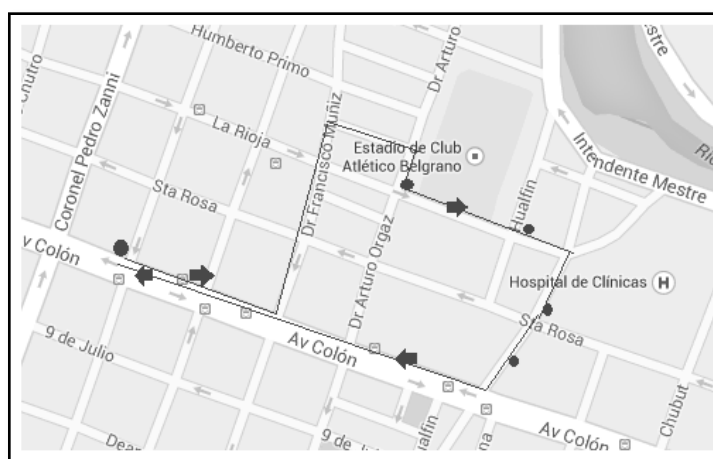 Humberto Primo
Dr Arturo
Coronel Pedro Zanni
La Rioja
Dr Francisco Muñiz
Estadio de Club
Atlético Belgrano
Intendente Mestre
Sta Rosa
Hualfin
Dr Arturo Orgaz
Av Colón
Hospital de Clínicas
H
Sta Rosa
9 de Julio
Av Colón
Chubut
Av Colón
9 de Jul